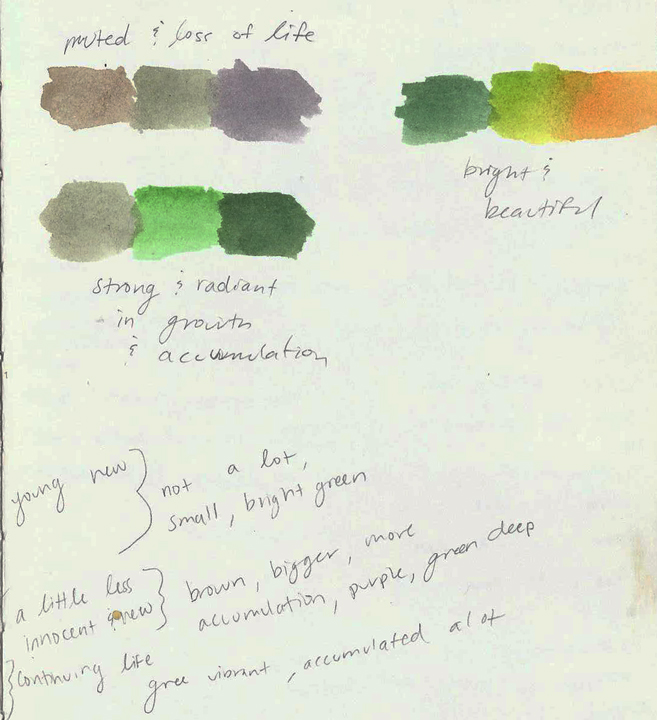 muted & loss of life
bright &
beautiful
strong & radiant
in growth
& accumulation
young new } not a lot,
small, bright green
a little less
innocent & new } brown, bigger, more
accumulation, purple, green deep
{continuing life
gree vibrant, accumulated a lot